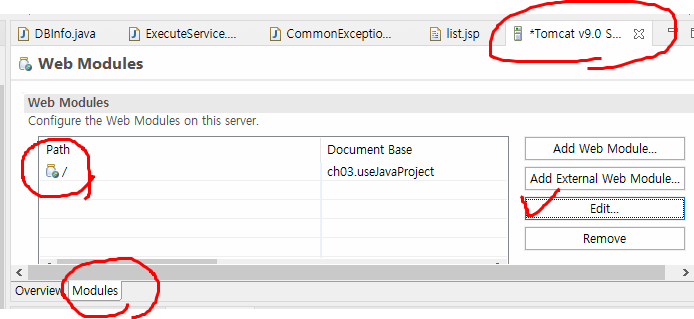 DBInfo.java ExecuteService.... CommonExceptio... list.jsp *Tomcat v9.0 S...
Web Modules
Web Modules
Configure the Web Modules on this server.
Path Document Base
/ ch03.useJavaProject
Add Web Module...
Add External Web Module...
Edit...
Remove
Overview Modules